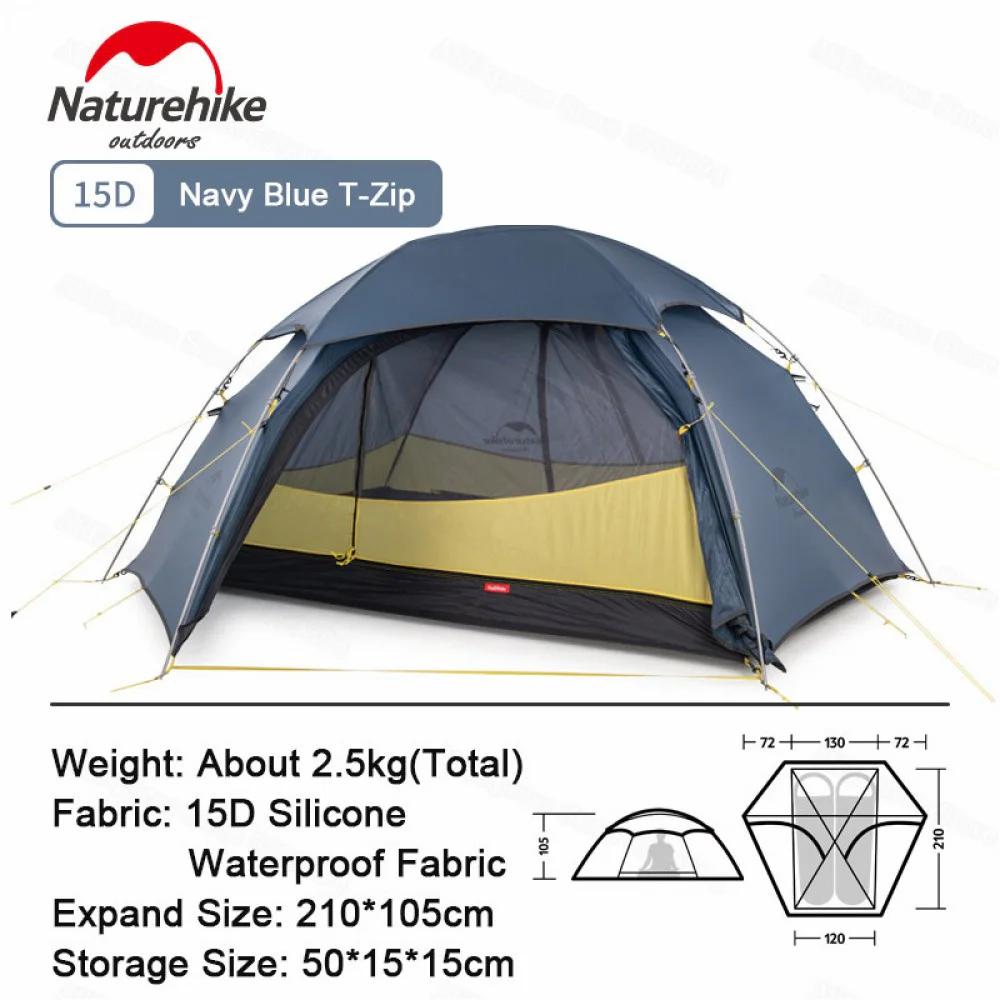 Naturehike
outdoors
15D Navy Blue T-Zip
Naturehike
Weight: About 2.5kg(Total)
Fabric: 15D Silicone
Waterproof Fabric
Expand Size: 210*105cm
Storage Size: 50*15*15cm
72 130 72
105
210
120